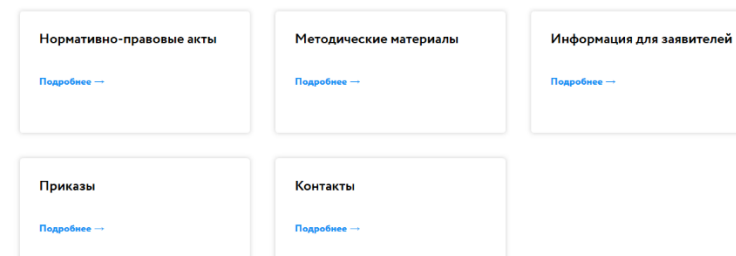 Нормативно-правовые акты
Подробнее →
Методические материалы
Подробнее →
Информация для заявителей
Подробнее →
Приказы
Подробнее →
Контакты
Подробнее →